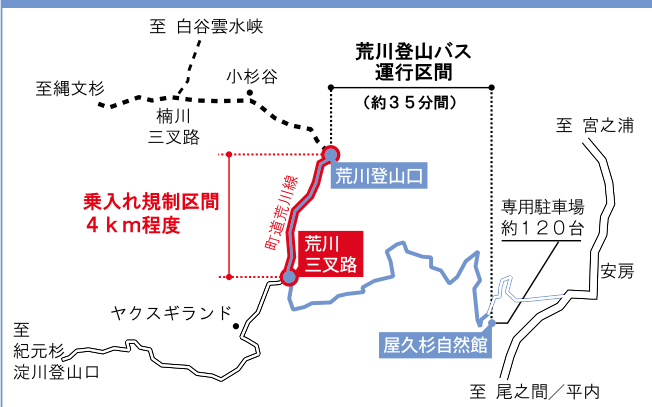 至 白谷雲水峡
荒川登山バス
運行区間
（約３５分間）
小杉谷
至縄文杉
楠川
三叉路
至 宮之浦
荒川登山口
乗入れ規制区間
４ｋｍ程度
町道荒川線
専用駐車場
約１２０台
荒川
三叉路
安房
ヤクスギランド
屋久杉自然館
至
紀元杉
淀川登山口
至 尾之間／平内